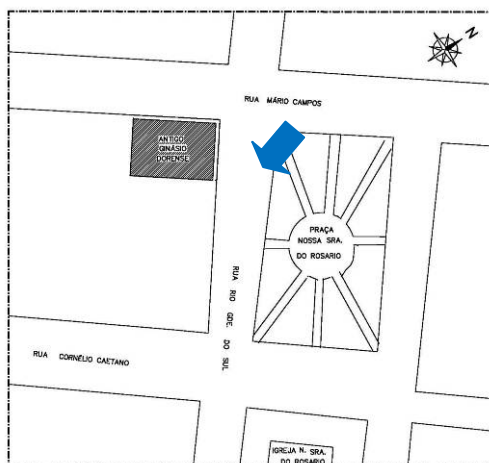 N
RUA MÁRIO CAMPOS
ANTIGO
GINÁSIO
DORENSE
PRAÇA
NOSSA SRA.
DO ROSARIO
RUA RIO GDE. DO SUL
RUA CORNÉLIO CAETANO
IGREJA N. SRA.
DO ROSARIO